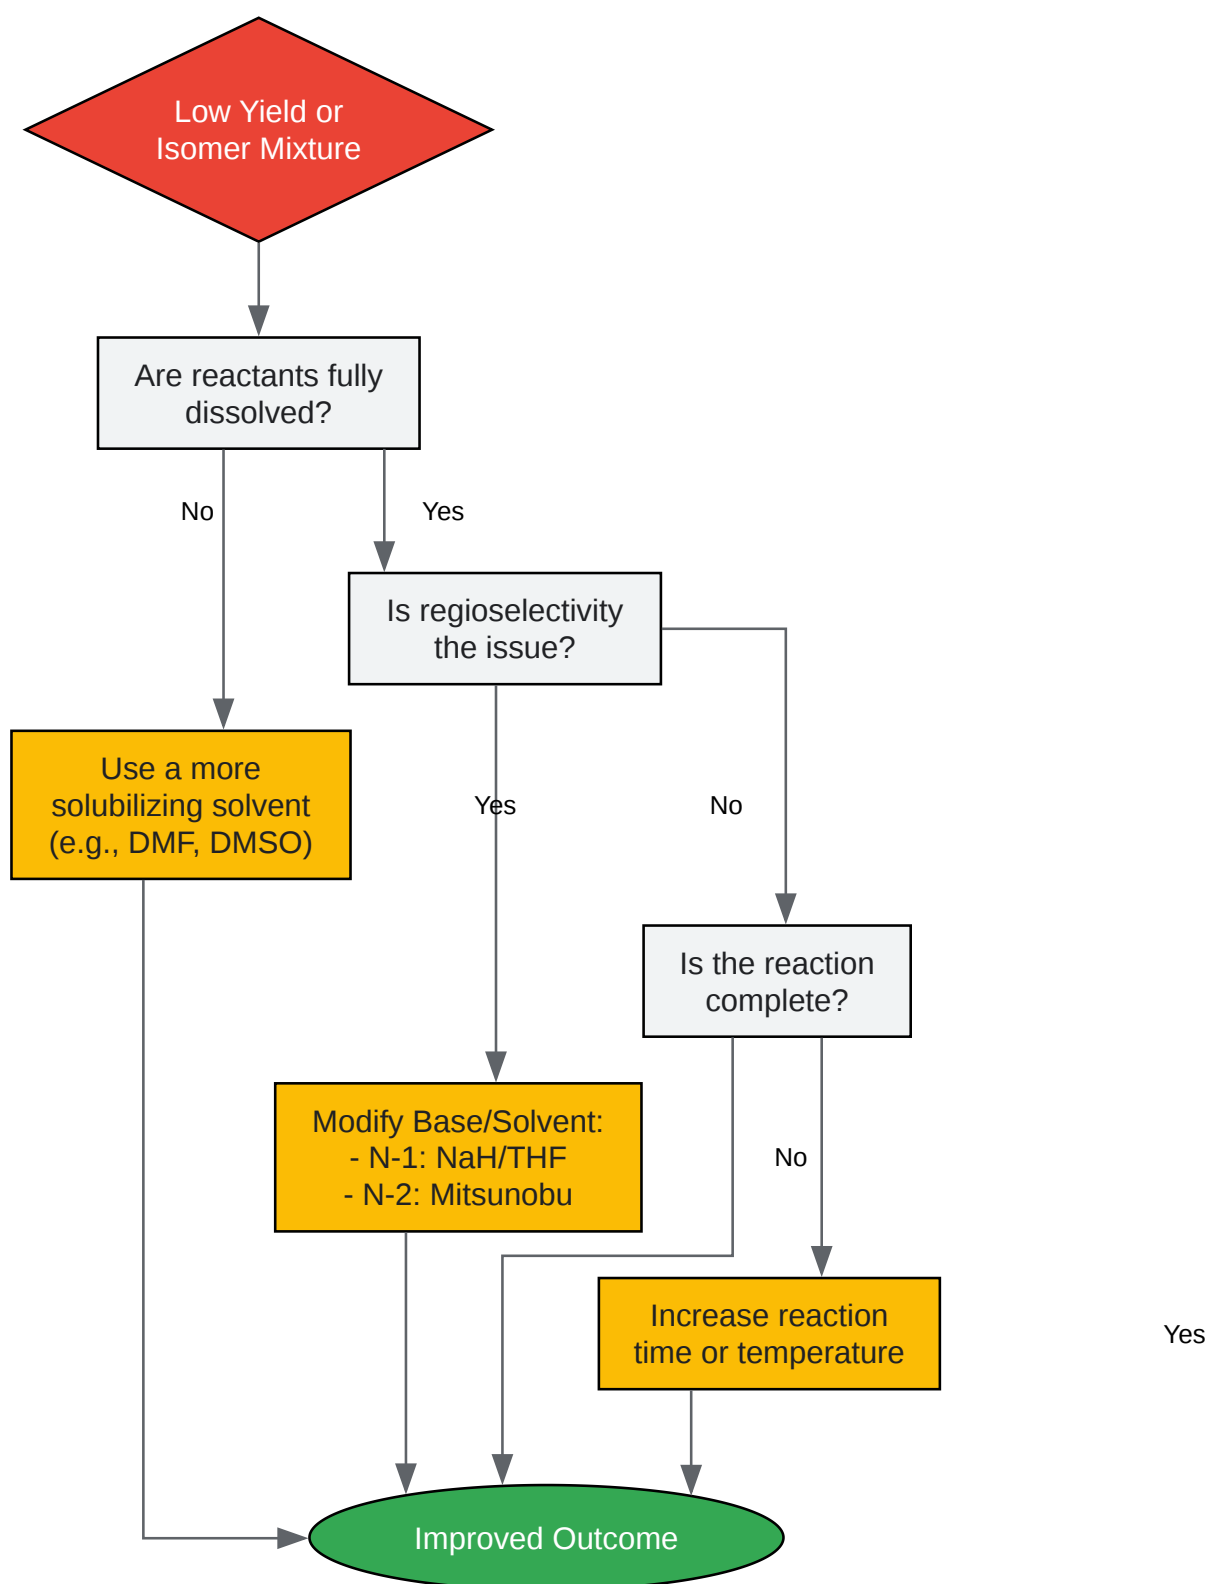 Low Yield or
Isomer Mixture
Are reactants fully
dissolved?
No
Yes
Is regioselectivity
the issue?
Use a more
solubilizing solvent
(e.g., DMF, DMSO)
Yes
No
Is the reaction
complete?
Modify Base/Solvent:
- N-1: NaH/THF
- N-2: Mitsunobu
No
Increase reaction
time or temperature
Yes
Improved Outcome